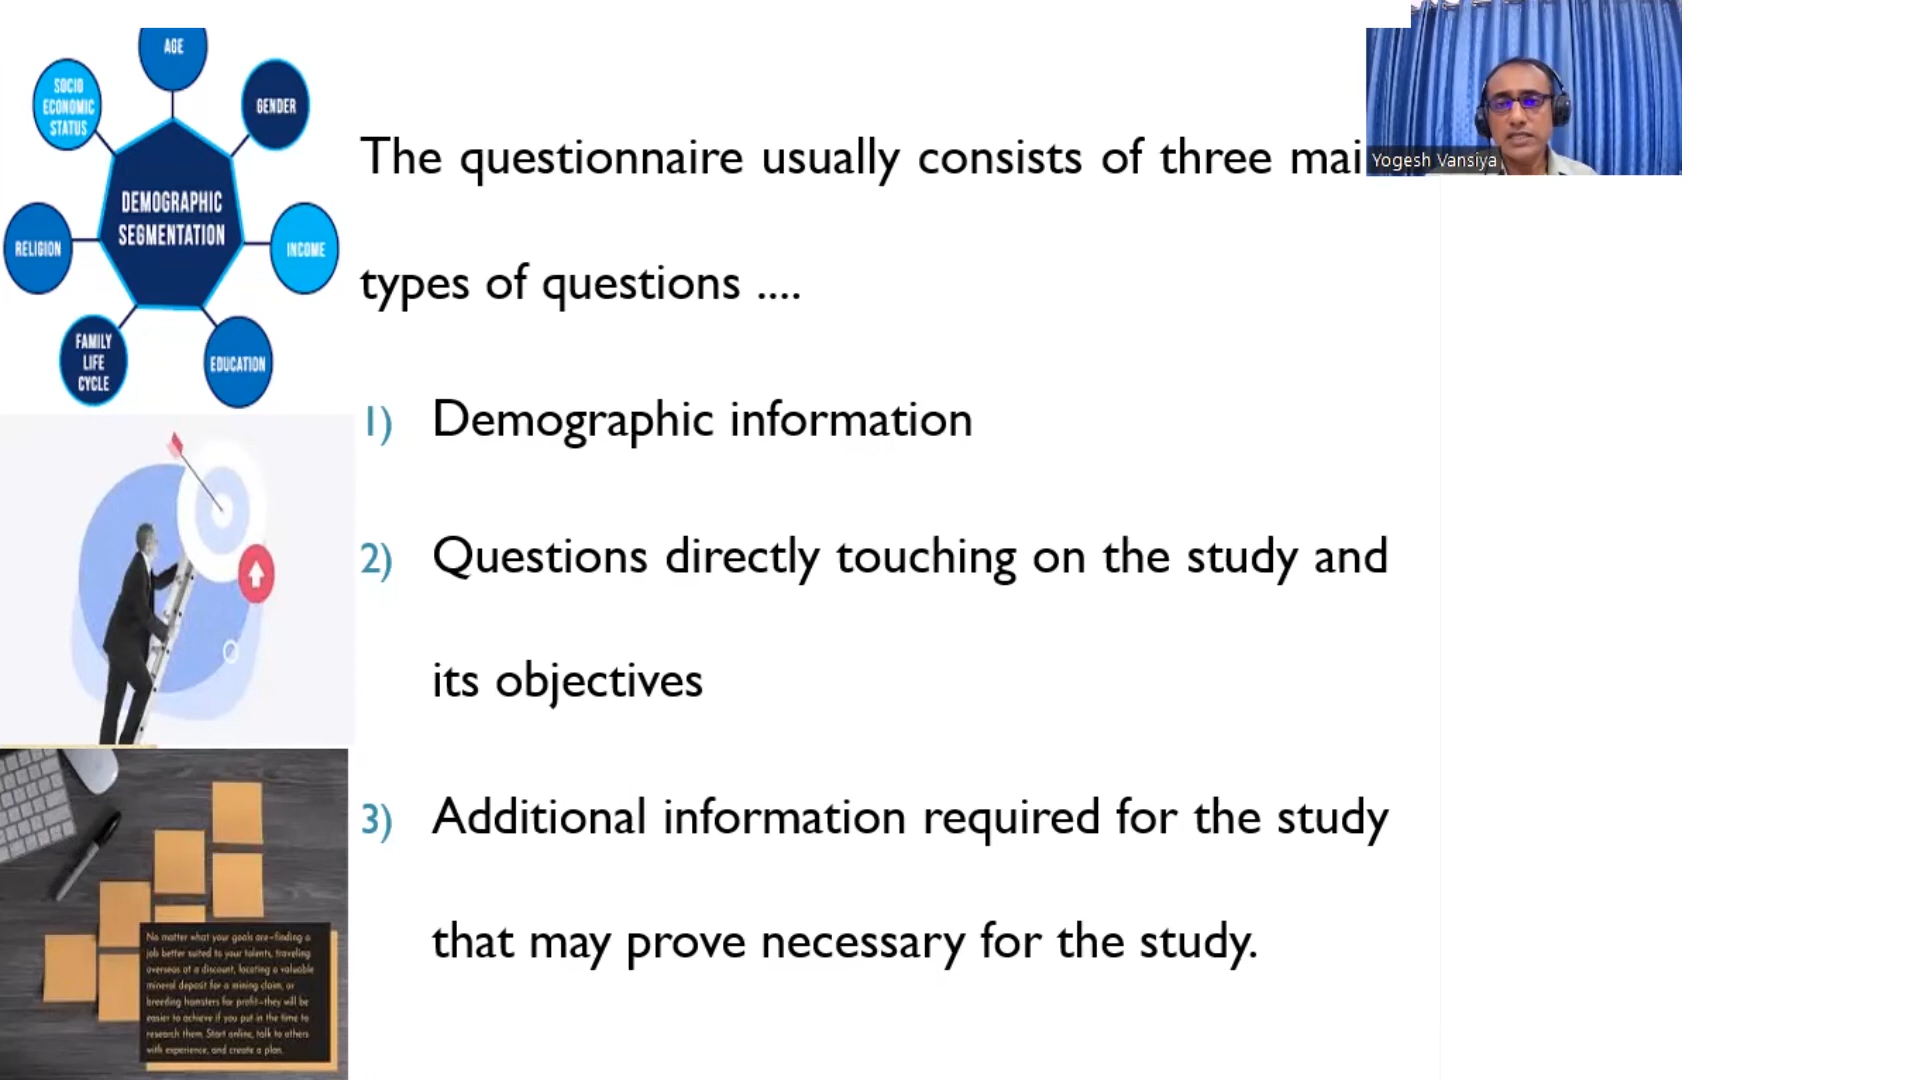 AGE
SOCIO
ECONOMIC
STATUS
GENDER
DEMOGRAPHIC
SEGMENTATION
RELIGION
INCOME
FAMILY
LIFE
CYCLE
EDUCATION
The questionnaire usually consists of three mai
Yogesh Vansiya
types of questions ....
1) Demographic information
2) Questions directly touching on the study and
its objectives
3) Additional information required for the study
that may prove necessary for the study.
No matter what your goals are—finding a
job better suited to your talents, traveling
overseas at a discount, locating a valuable
mineral deposit for a mining claim, or
breeding hamsters for profit—they will be
easier to achieve if you put in the time to
research them. Start online, talk to others
with experience, and create a plan.